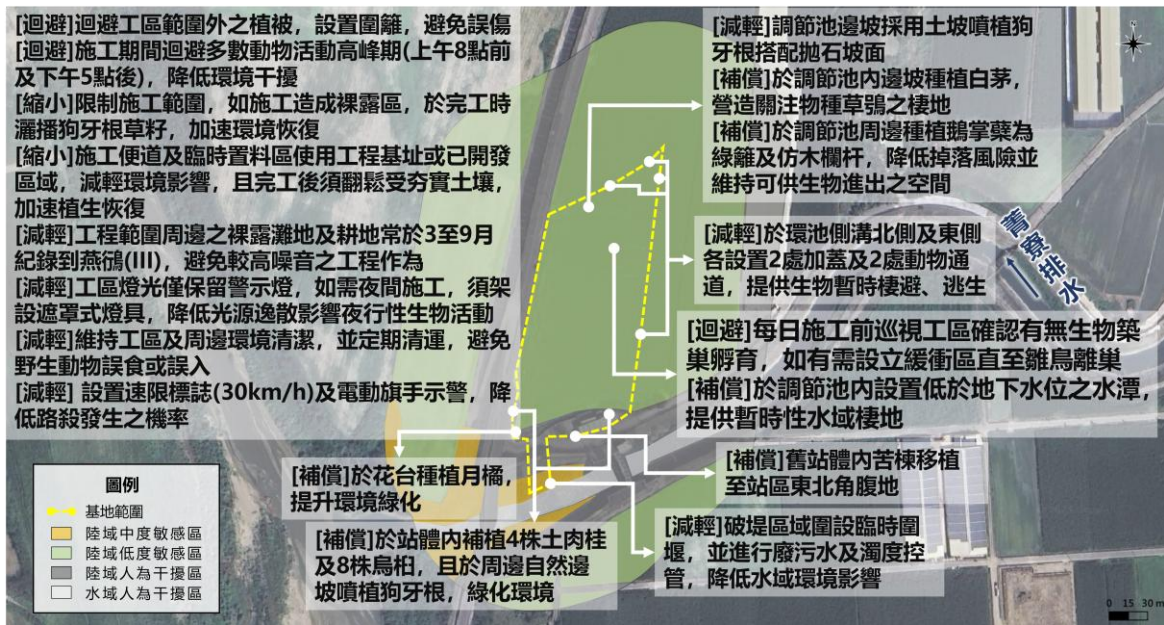 [迴避]迴避工區範圍外之植被，設置圍籬，避免誤傷
[迴避]施工期間迴避多數動物活動高峰期(上午8點前
及下午5點後)，降低環境干擾
[縮小]限制施工範圍，如施工造成裸露區，於完工時
灑播狗牙根草籽，加速環境恢復
[縮小]施工便道及臨時置料區使用工程基址或已開發
區域，減輕環境影響，且完工後須翻鬆受夯實土壤，
加速植生恢復
[減輕]工程範圍周邊之裸露灘地及耕地常於3至9月
紀錄到燕鴴(III)，避免較高噪音之工程作為
[減輕]工區燈光僅保留警示燈，如需夜間施工，須架
設遮罩式燈具，降低光源逸散影響夜行性生物活動
[減輕]維持工區及周邊環境清潔，並定期清運，避免
野生動物誤食或誤入
[減輕] 設置速限標誌(30km/h)及電動旗手示警，降
低路殺發生之機率
[減輕]調節池邊坡採用土坡噴植狗
牙根搭配拋石坡面
[補償]於調節池內邊坡種植白茅，
營造關注物種草鴞之棲地
[補償]於調節池周邊種植鵝掌蘗為
綠籬及仿木欄杆，降低掉落風險並
維持可供生物進出之空間
[減輕]於環池側溝北側及東側
各設置2處加蓋及2處動物通
道，提供生物暫時棲避、逃生
菁寮排水
[迴避]每日施工前巡視工區確認有無生物築
巢孵育，如有需設立緩衝區直至雛鳥離巢
[補償]於調節池內設置低於地下水位之水潭，
提供暫時性水域棲地
[補償]於花台種植月橘，
提升環境綠化
[補償]舊站體內苦楝移植
至站區東北角腹地
[補償]於站體內補植4株土肉桂
及8株烏桕，且於周邊自然邊
坡噴植狗牙根，綠化環境
[減輕]破堤區域圍設臨時圍
堰，並進行廢污水及濁度控
管，降低水域環境影響
圖例
基地範圍
陸域中度敏感區
陸域低度敏感區
陸域人為干擾區
水域人為干擾區
0 15 30 m